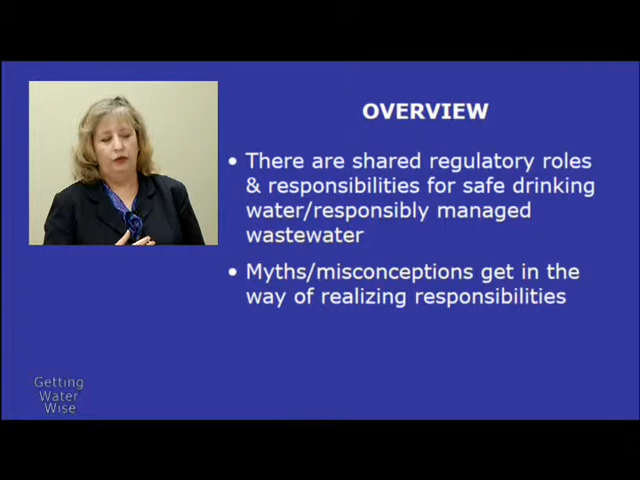 OVERVIEW
• There are shared regulatory roles
& responsibilities for safe drinking
water/responsibly managed
wastewater
• Myths/misconceptions get in the
way of realizing responsibilities
Getting
Water
Wise